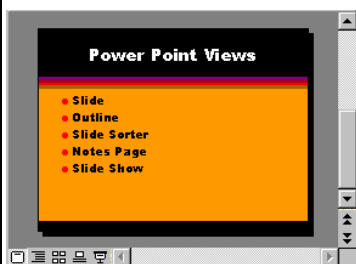 Power Point Views
Slide
Outline
Slide Sorter
Notes Page
Slide Show